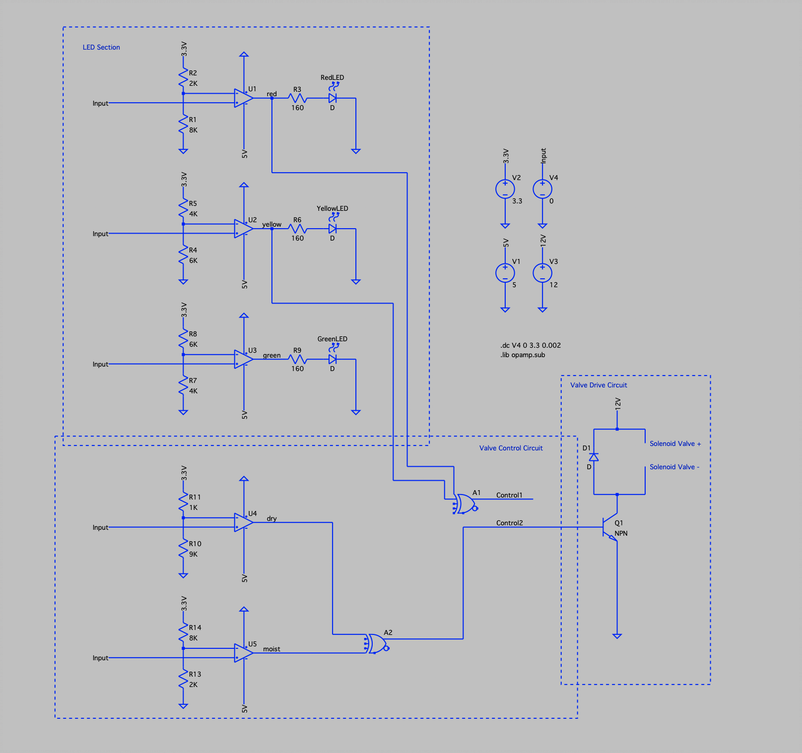 LED Section
3.3V
R2
2K
Input
U1
red
R3
160
RedLED
D
R1
8K
5V
3.3V
R5
4K
Input
U2
yellow
R6
160
YellowLED
D
R4
6K
5V
3.3V
R8
6K
Input
U3
green
R9
160
GreenLED
D
R7
4K
5V
3.3V
V2
3.3
Input
V4
0
5V
V1
5
12V
V3
12
.dc V4 0 3.3 0.002
.lib opamp.sub
Valve Control Circuit
3.3V
R11
1K
Input
U4
dry
R10
9K
5V
3.3V
R14
8K
Input
U5
moist
R13
2K
5V
A1
Control1
A2
Control2
Valve Drive Circuit
12V
D1
D
Solenoid Valve +
Solenoid Valve -
Q1
NPN